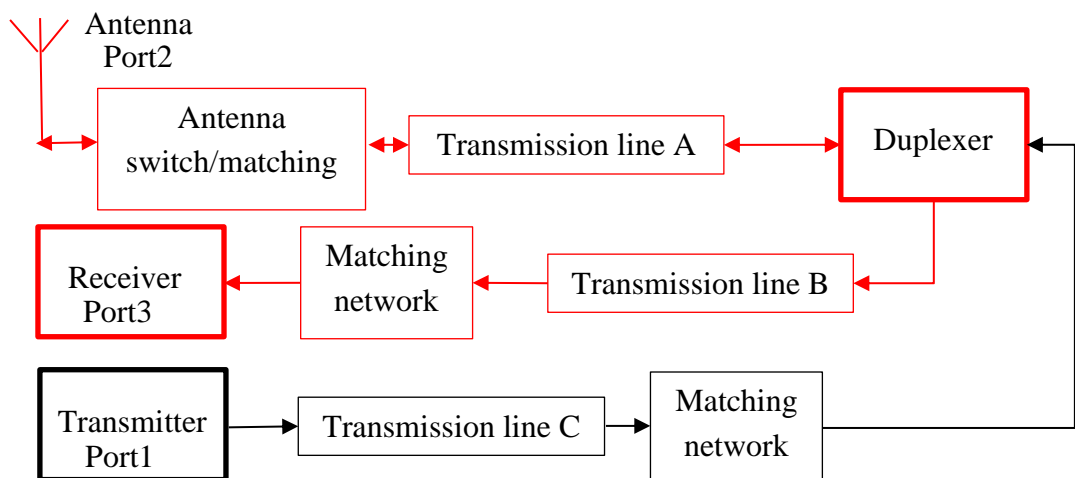 Antenna
Port2
Antenna
switch/matching
Transmission line A
Duplexer
Receiver
Port3
Matching
network
Transmission line B
Transmitter
Port1
Transmission line C
Matching
network